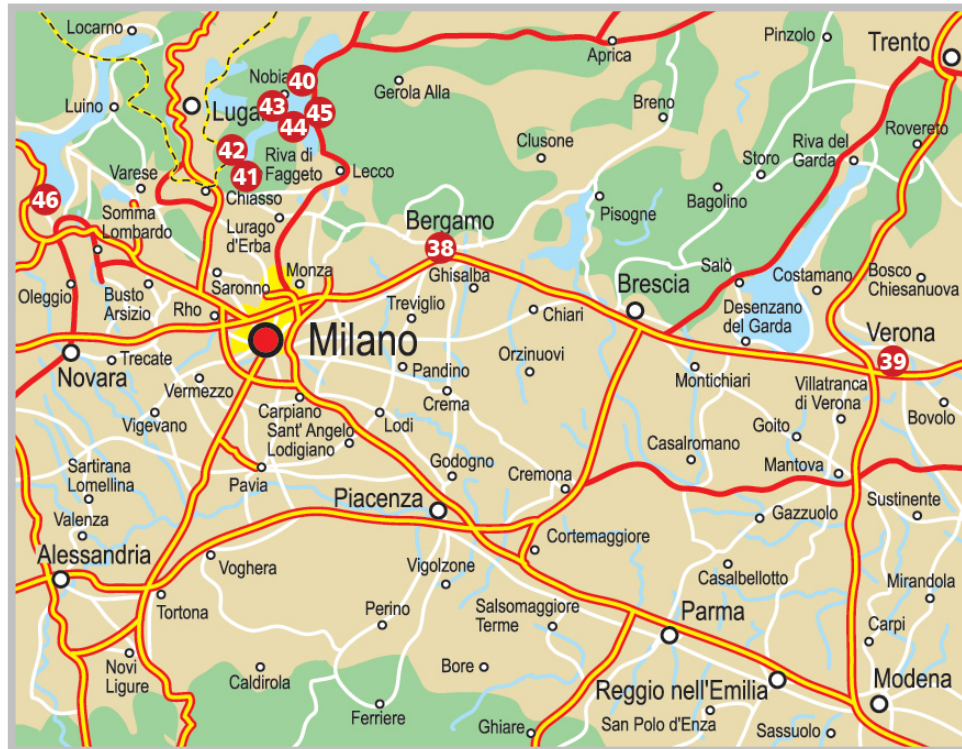 Locarno
Pinzolo
Aprica
Trento
Nobia
40
Gerola Alla
Luino
Luga
43
45
44
Breno
Rovereto
Riva del
Garda
Clusone
42
Riva di
Faggeto
Storo
Lecco
41
Varese
Chiasso
Bagolino
46
Pisogne
Somma
Lombardo
Lurago
d'Erba
Bergamo
38
Monza
Ghisalba
Salò
Costamano
Bosco
Chiesanuova
Oleggio
Busto
Arsizio
Saronno
Brescia
Rho
Treviglio
Chiari
Desenzano
del Garda
Verona
39
Milano
Trecate
Orzinuovi
Novara
Vermezzo
Pandino
Montichiari
Villatranca
di Verona
Crema
Bovolo
Vigevano
Carpiano
Sant' Angelo
Lodigiano
Lodi
Goito
Casalromano
Sartirana
Lomellina
Pavia
Godogno
Cremona
Mantova
Piacenza
Sustinente
Valenza
Gazzuolo
Alessandria
Cortemaggiore
Voghera
Vigolzone
Casalbellotto
Mirandola
Tortona
Perino
Salsomaggiore
Terme
Parma
Carpi
Novi
Ligure
Caldirola
Bore
Reggio nell'Emilia
Modena
Ferriere
Ghiare
San Polo d'Enza
Sassuolo